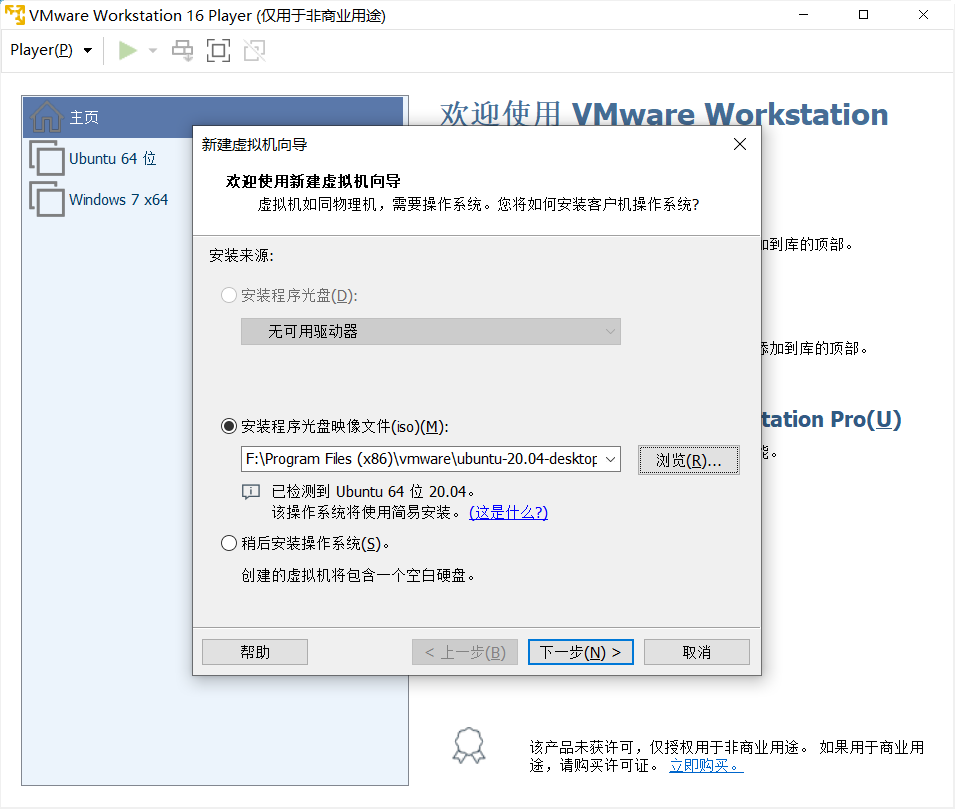 VMware Workstation 16 Player (仅用于非商业用途)
Player(P)
主页
Ubuntu 64 位
Windows 7 x64
欢迎使用 VMware Workstation
加到库的顶部。
添加到库的顶部。
tation Pro(U)
能。
新建虚拟机向导
欢迎使用新建虚拟机向导
虚拟机如同物理机，需要操作系统。您将如何安装客户机操作系统?
安装来源:
安装程序光盘(D):
无可用驱动器
安装程序光盘映像文件(iso)(M):
F:\Program Files (x86)\vmware\ubuntu-20.04-desktop
浏览(R)...
已检测到 Ubuntu 64 位 20.04。
该操作系统将使用简易安装。 (这是什么?)
稍后安装操作系统(S)。
创建的虚拟机将包含一个空白硬盘。
帮助
< 上一步(B)
下一步(N) >
取消
该产品未获许可，仅授权用于非商业用途。 如果用于商业用
途，请购买许可证。 立即购买。